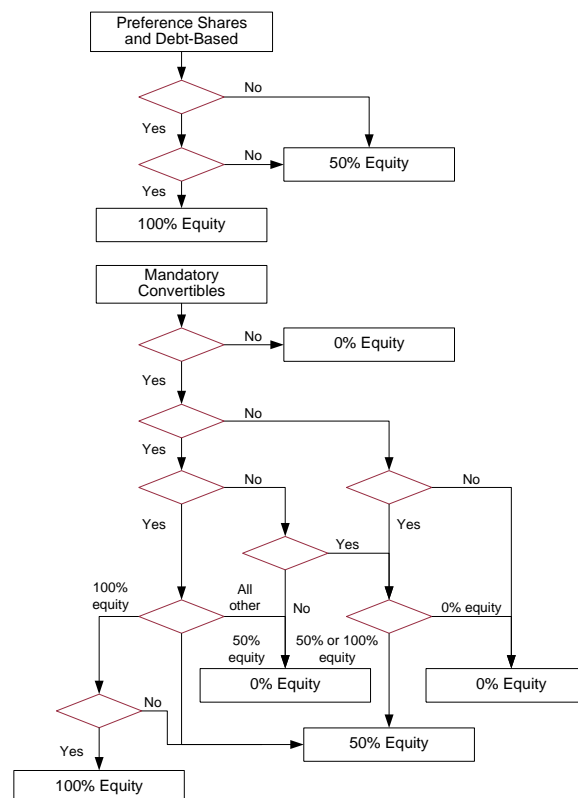 Preference Shares
and Debt-Based
No
Yes
No
50% Equity
Yes
100% Equity
Mandatory
Convertibles
No
0% Equity
Yes
No
Yes
No
No
Yes
Yes
Yes
100%
equity
All
other
No
0% equity
50%
equity
50% or 100%
equity
0% Equity
0% Equity
No
50% Equity
Yes
100% Equity